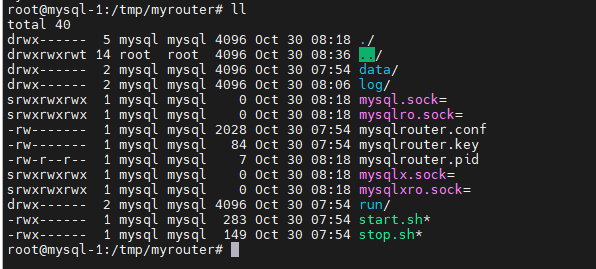 root@mysql-1:/tmp/myrouter# ll
total 40
drwx------  5 mysql mysql 4096 Oct 30 08:18 ./
drwxrwxrwt 14 root  root  4096 Oct 30 08:36 ../
drwx------  2 mysql mysql 4096 Oct 30 07:54 data/
drwx------  2 mysql mysql 4096 Oct 30 08:06 log/
srwxrwxrwx  1 mysql mysql    0 Oct 30 08:18 mysql.sock=
srwxrwxrwx  1 mysql mysql    0 Oct 30 08:18 mysqlro.sock=
-rw-------  1 mysql mysql 2028 Oct 30 07:54 mysqlrouter.conf
-rw-------  1 mysql mysql   84 Oct 30 07:54 mysqlrouter.key
-rw-r--r--  1 mysql mysql    7 Oct 30 08:18 mysqlrouter.pid
srwxrwxrwx  1 mysql mysql    0 Oct 30 08:18 mysqlx.sock=
srwxrwxrwx  1 mysql mysql    0 Oct 30 08:18 mysqlxro.sock=
drwx------  2 mysql mysql 4096 Oct 30 07:54 run/
-rwx------  1 mysql mysql  283 Oct 30 07:54 start.sh*
-rwx------  1 mysql mysql  149 Oct 30 07:54 stop.sh*
root@mysql-1:/tmp/myrouter#